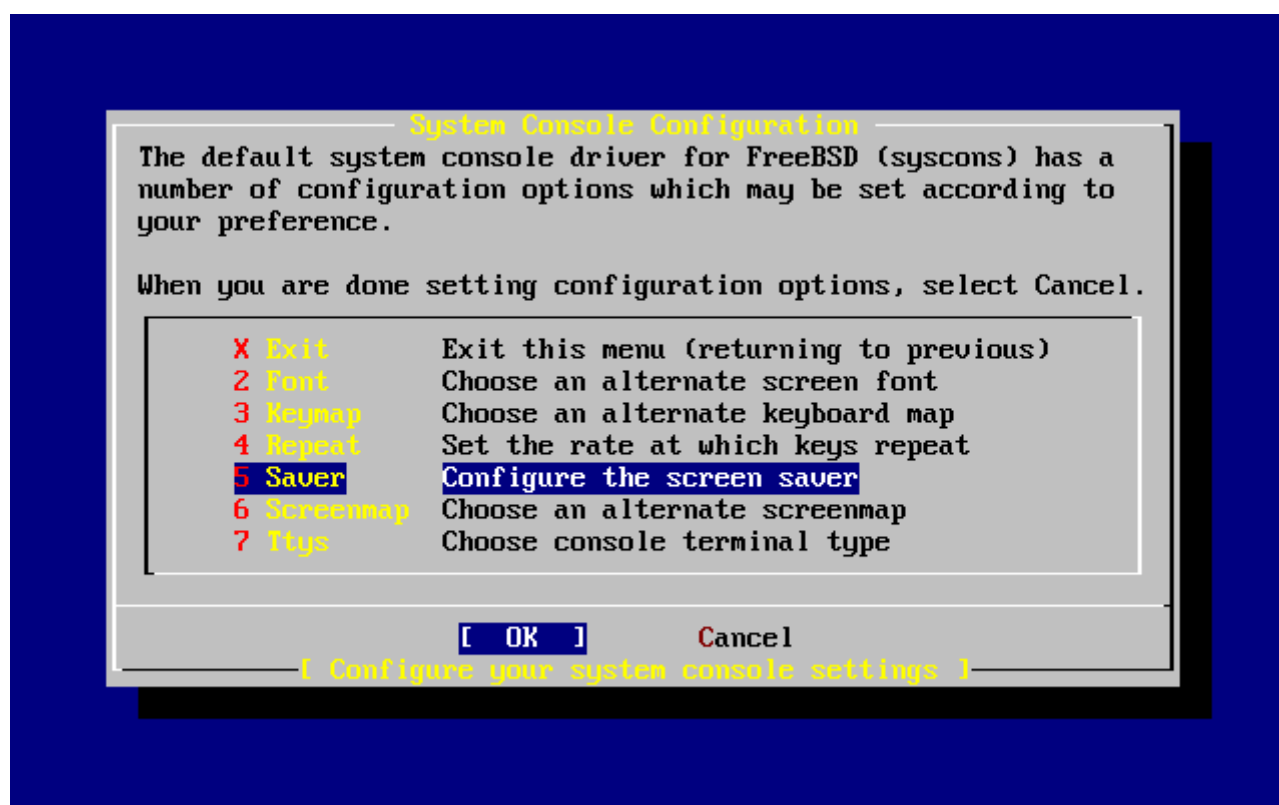 System Console Configuration
The default system console driver for FreeBSD (syscons) has a
number of configuration options which may be set according to
your preference.
When you are done setting configuration options, select Cancel.
X Exit Exit this menu (returning to previous)
2 Font Choose an alternate screen font
3 Keymap Choose an alternate keyboard map
4 Repeat Set the rate at which keys repeat
5 Saver Configure the screen saver
6 Screenmap Choose an alternate screenmap
7 Ttys Choose console terminal type
[ OK ] Cancel
[ Configure your system console settings ]